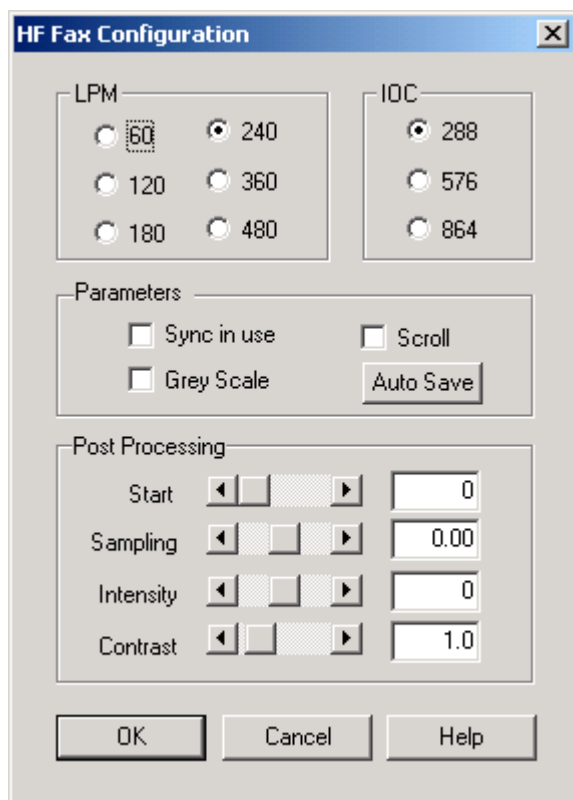 HF Fax Configuration
LPM
60
240
120
360
180
480
IOC
288
576
864
Parameters
Sync in use
Scroll
Grey Scale
Auto Save
Post Processing
Start
0
Sampling
0.00
Intensity
0
Contrast
1.0
OK
Cancel
Help